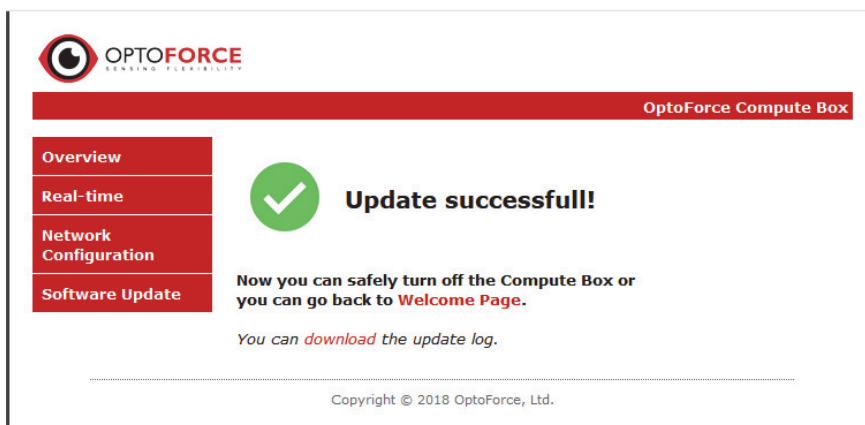 OPTOFORCE
SENSING FLEXIBILITY
OptoForce Compute Box
Overview
Real-time
Network
Configuration
Software Update
Update successfull!
Now you can safely turn off the Compute Box or
you can go back to Welcome Page.
You can download the update log.
Copyright © 2018 OptoForce, Ltd.